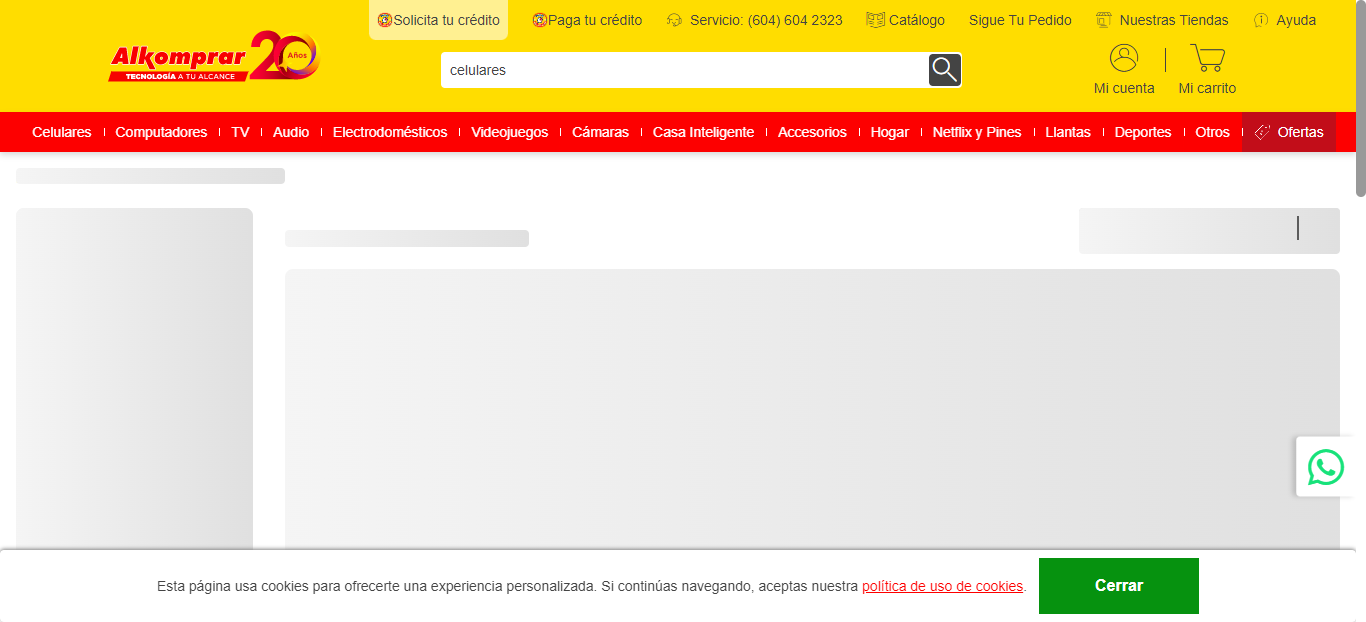 Solicita tu crédito Paga tu crédito Servicio: (604) 604 2323 Catálogo Sigue Tu Pedido Nuestras Tiendas Ayuda
Alkomprar 20 Años
TECNOLOGÍA A TU ALCANCE
celulares
Mi cuenta Mi carrito
Celulares Computadores TV Audio Electrodomésticos Videojuegos Cámaras Casa Inteligente Accesorios Hogar Netflix y Pines Llantas Deportes Otros Ofertas
Esta página usa cookies para ofrecerte una experiencia personalizada. Si continúas navegando, aceptas nuestra política de uso de cookies. Cerrar